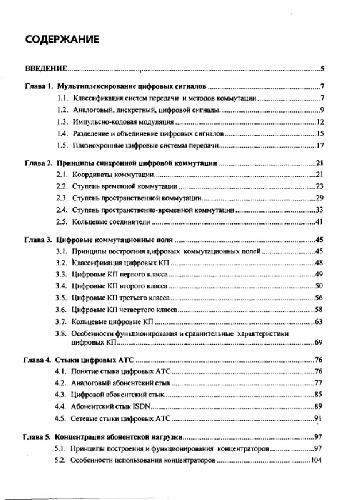 СОДЕРЖАНИЕ
ВВЕДЕНИЕ 5
Глава 1. Мультиплексирование цифровых сигналов 7
1.1. Классификация систем передачи и методов коммутации 7
1.2. Аналоговый, дискретный, цифровой сигналы 9
1.3. Импульсно-кодовая модуляция 12
1.4. Разделение и объединение цифровых сигналов 15
1.5. Плезиохронные цифровые системы передачи 17
Глава 2. Принципы синхронной цифровой коммутации 21
2.1. Координаты коммутации 21
2.2. Ступень временной коммутации 23
2.3. Ступень пространственной коммутации 29
2.4. Ступень пространственно-временной коммутации 33
2.5. Кольцевые соединители 41
Глава 3. Цифровые коммутационные поля 45
3.1. Принципы построения цифровых коммутационных полей 45
3.2. Классификация цифровых КП 48
3.3. Цифровые КП первого класса 49
3.4. Цифровые КП второго класса 50
3.5. Цифровые КП третьего класса 56
3.6. Цифровые КП четвертого класса 58
3.7. Кольцевые цифровые КП 63
3.8. Особенности функционирования и сравнительные характеристики
цифровых КП 69
Глава 4. Стыки цифровых АТС 76
4.1. Понятие стыка цифровых АТС 76
4.2. Аналоговый абонентский стык 77
4.3. Цифровой абонентский стык 85
4.4. Абонентский стык ISDN 89
4.5. Сетевые стыки цифровых АТС 91
Глава 5. Концентрация абонентской нагрузки 97
5.1. Принципы построения и функционирования концентраторов 97
5.2. Особенности использования концентраторов 104